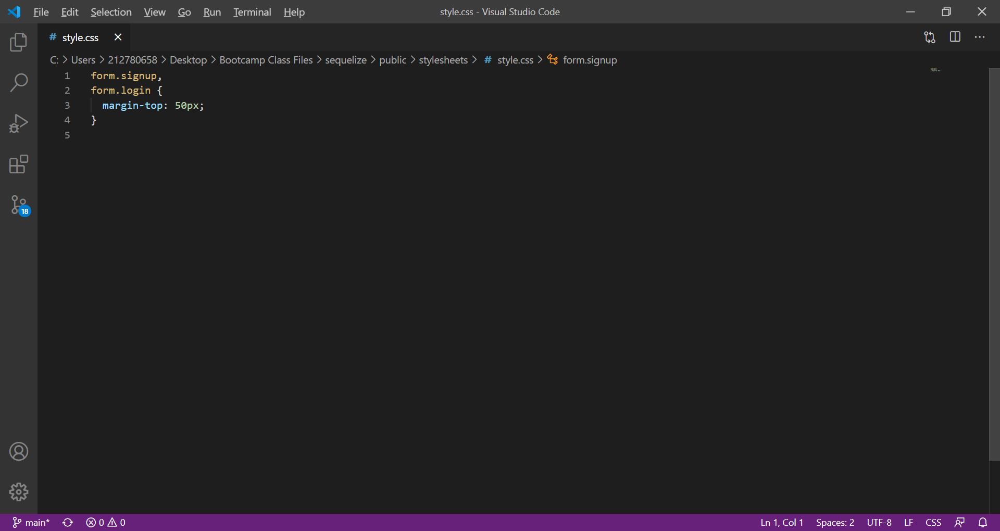 File Edit Selection View Go Run Terminal Help style.css - Visual Studio Code
# style.css
C: > Users > 212780658 > Desktop > Bootcamp Class Files > sequelize > public > stylesheets > # style.css > form.signup
1 form.signup,
2 form.login {
3   margin-top: 50px;
4 }
5
18
main* 0 0 Ln 1, Col 1 Spaces: 2 UTF-8 LF CSS